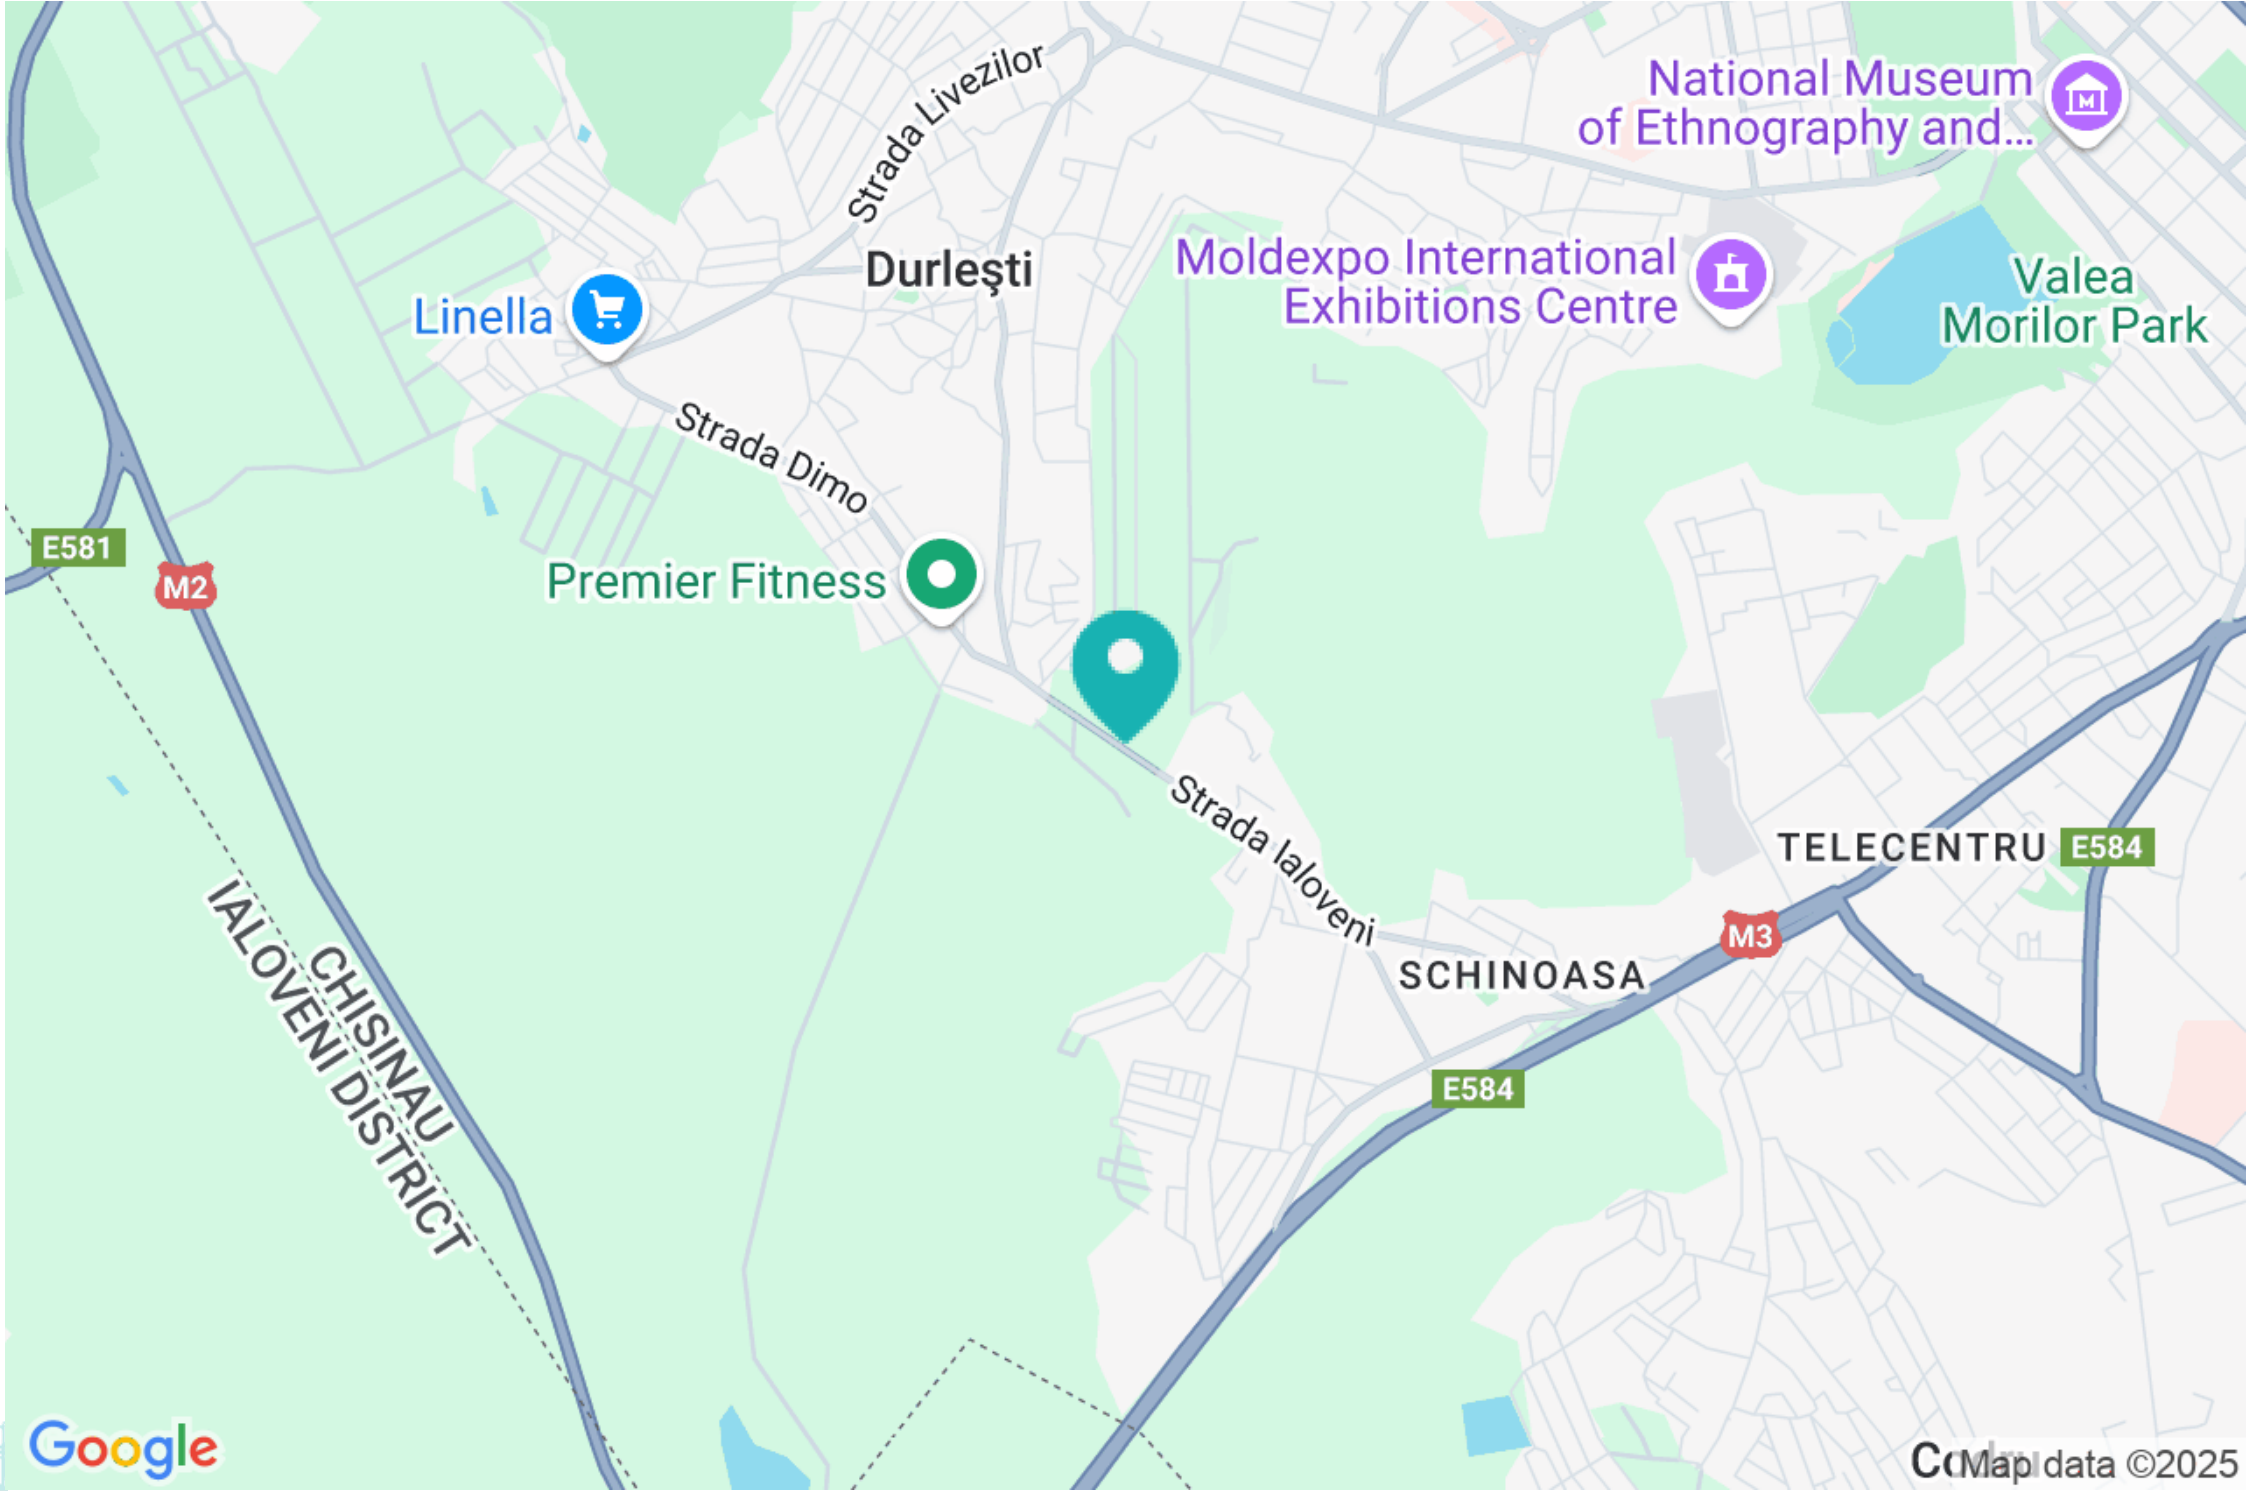 Strada Livezilor
National Museum
of Ethnography and...
Durleşti
Moldexpo International
Exhibitions Centre
Valea
Morilor Park
Linella
Strada Dimo
E581
M2
Premier Fitness
Strada Ialoveni
TELECENTRU
E584
M3
SCHINOASA
CHISINAU
IALOVENI DISTRICT
E584
Google
Map data ©2025